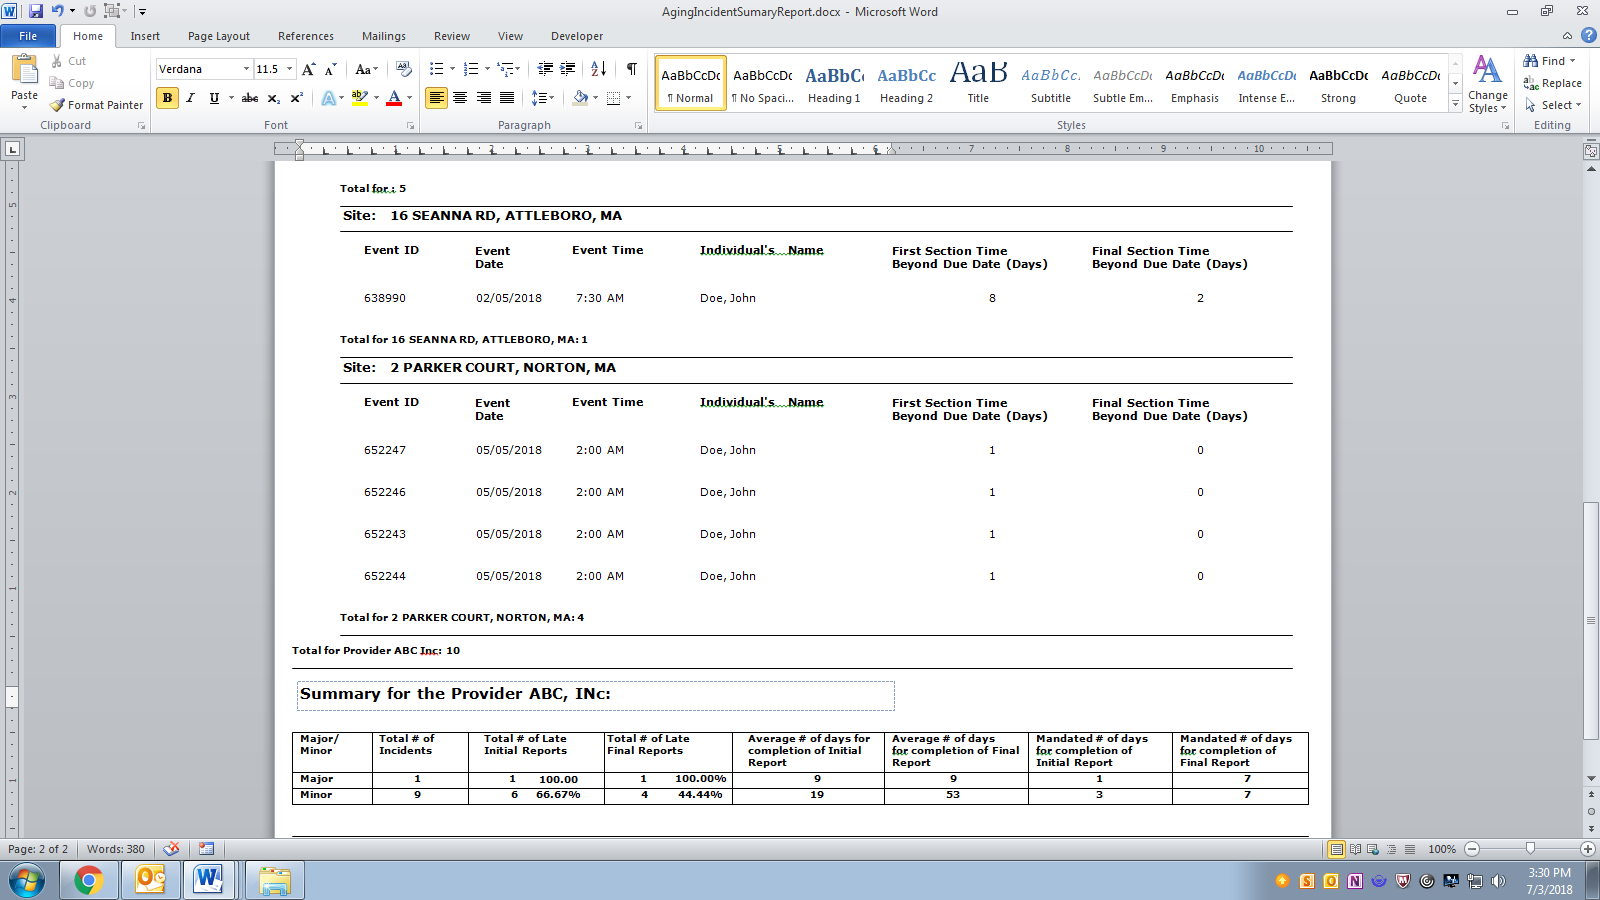 AgingIncidentSumaryReport.docx - Microsoft Word
File Home Insert Page Layout References Mailings Review View Developer
Paste
Cut
Copy
Format Painter
Clipboard
Verdana 11.5
B I U abc
Font
Paragraph
AaBbCcDc AaBbCcDc AaBbCc AaBbCc AaB AaBbCc. AaBbCcDc AaBbCcDc AaBbCcDc AaBbCcDc AaBbCcDc
¶ Normal ¶ No Spaci... Heading 1 Heading 2 Title Subtitle Subtle Em... Emphasis Intense E... Strong Quote
Change Styles
Styles
Find
Replace
Select
Editing
1 2 3 4 5 6 7 8 9 10
Total for : 5
Site: 16 SEANNA RD, ATTLEBORO, MA
Event ID Event Date Event Time Individual's Name First Section Time Beyond Due Date (Days) Final Section Time Beyond Due Date (Days)
638990 02/05/2018 7:30 AM Doe, John 8 2
Total for 16 SEANNA RD, ATTLEBORO, MA: 1
Site: 2 PARKER COURT, NORTON, MA
Event ID Event Date Event Time Individual's Name First Section Time Beyond Due Date (Days) Final Section Time Beyond Due Date (Days)
652247 05/05/2018 2:00 AM Doe, John 1 0
652246 05/05/2018 2:00 AM Doe, John 1 0
652243 05/05/2018 2:00 AM Doe, John 1 0
652244 05/05/2018 2:00 AM Doe, John 1 0
Total for 2 PARKER COURT, NORTON, MA: 4
Total for Provider ABC Inc: 10
Summary for the Provider ABC, INc:
Major/ Minor Total # of Incidents Total # of Late Initial Reports Total # of Late Final Reports Average # of days for completion of Initial Report Average # of days for completion of Final Report Mandated # of days for completion of Initial Report Mandated # of days for completion of Final Report
Major 1 1 100.00 1 100.00% 9 9 1 7
Minor 9 6 66.67% 4 44.44% 19 53 3 7
Page: 2 of 2 Words: 380 100%
3:30 PM
7/3/2018